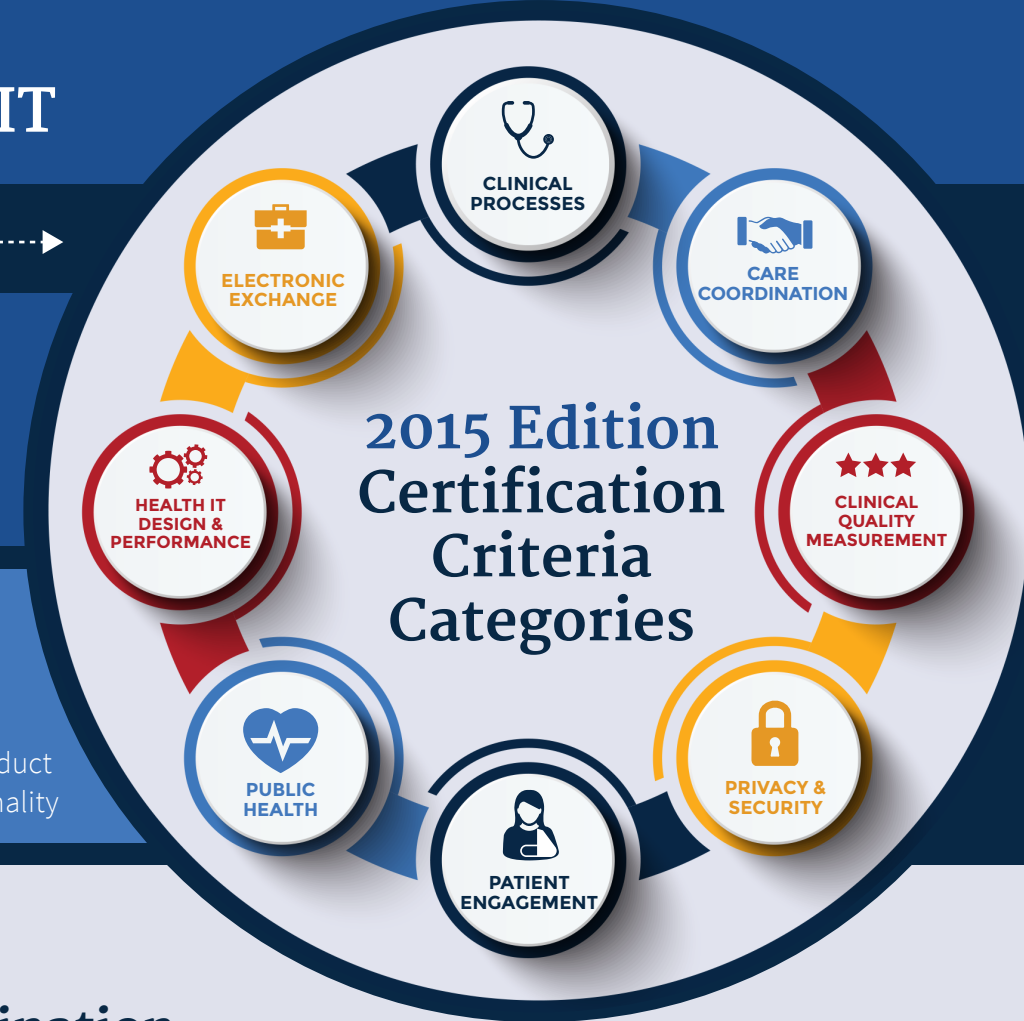 IT
CLINICAL
PROCESSES
CARE
COORDINATION
CLINICAL
QUALITY
MEASUREMENT
PRIVACY &
SECURITY
PATIENT
ENGAGEMENT
PUBLIC
HEALTH
HEALTH IT
DESIGN &
PERFORMANCE
ELECTRONIC
EXCHANGE
2015 Edition
Certification
Criteria
Categories
duct
nality